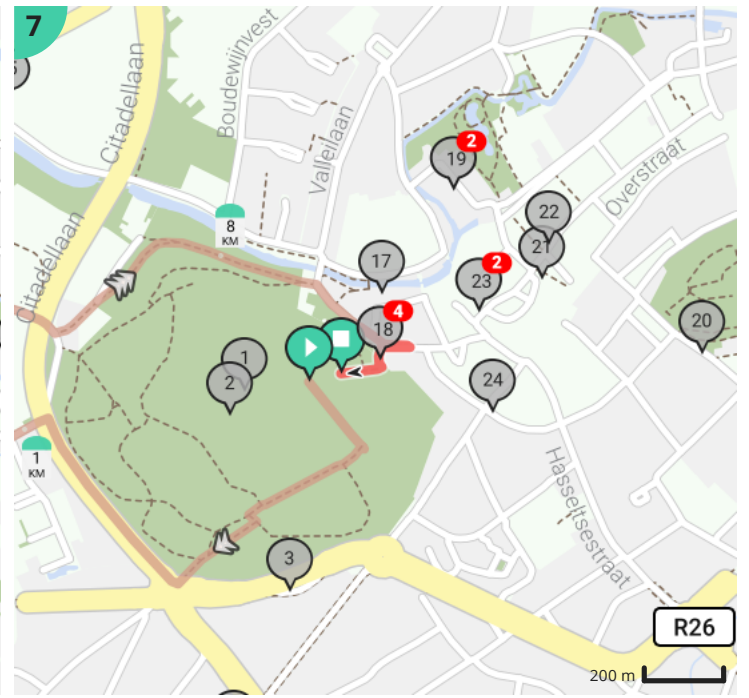 7
Citadellaan
Boudewijnvest
Valleilaan
2
19
Overstraat
22
8
KM
21
17
2
23
Citadellaan
4
18
20
1
2
24
1
KM
Hasseltsestraat
3
R26
200 m